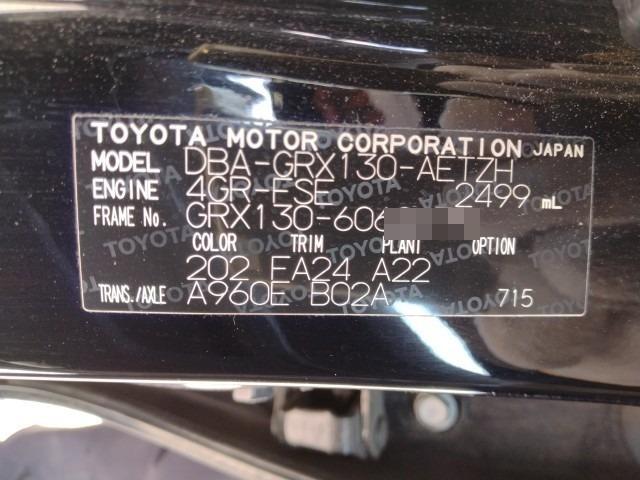 TOYOTA MOTOR CORPORATION JAPAN
MODEL DBA-GRX130-AETZH
ENGINE 4GR-FSE 2499 mL
FRAME No. GRX130-606
COLOR TRIM PLANT OPTION
202 FA24 A22
TRANS./AXLE A960E B02A 715